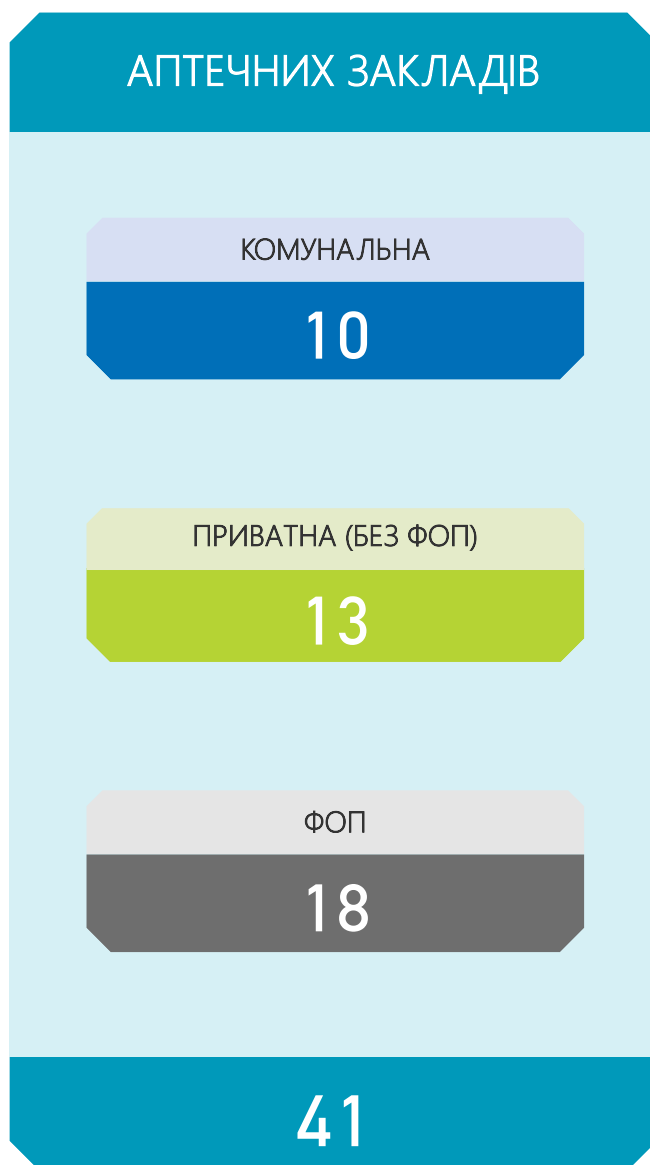 АПТЕЧНИХ ЗАКЛАДІВ
КОМУНАЛЬНА
10
ПРИВАТНА (БЕЗ ФОП)
13
ФОП
18
41